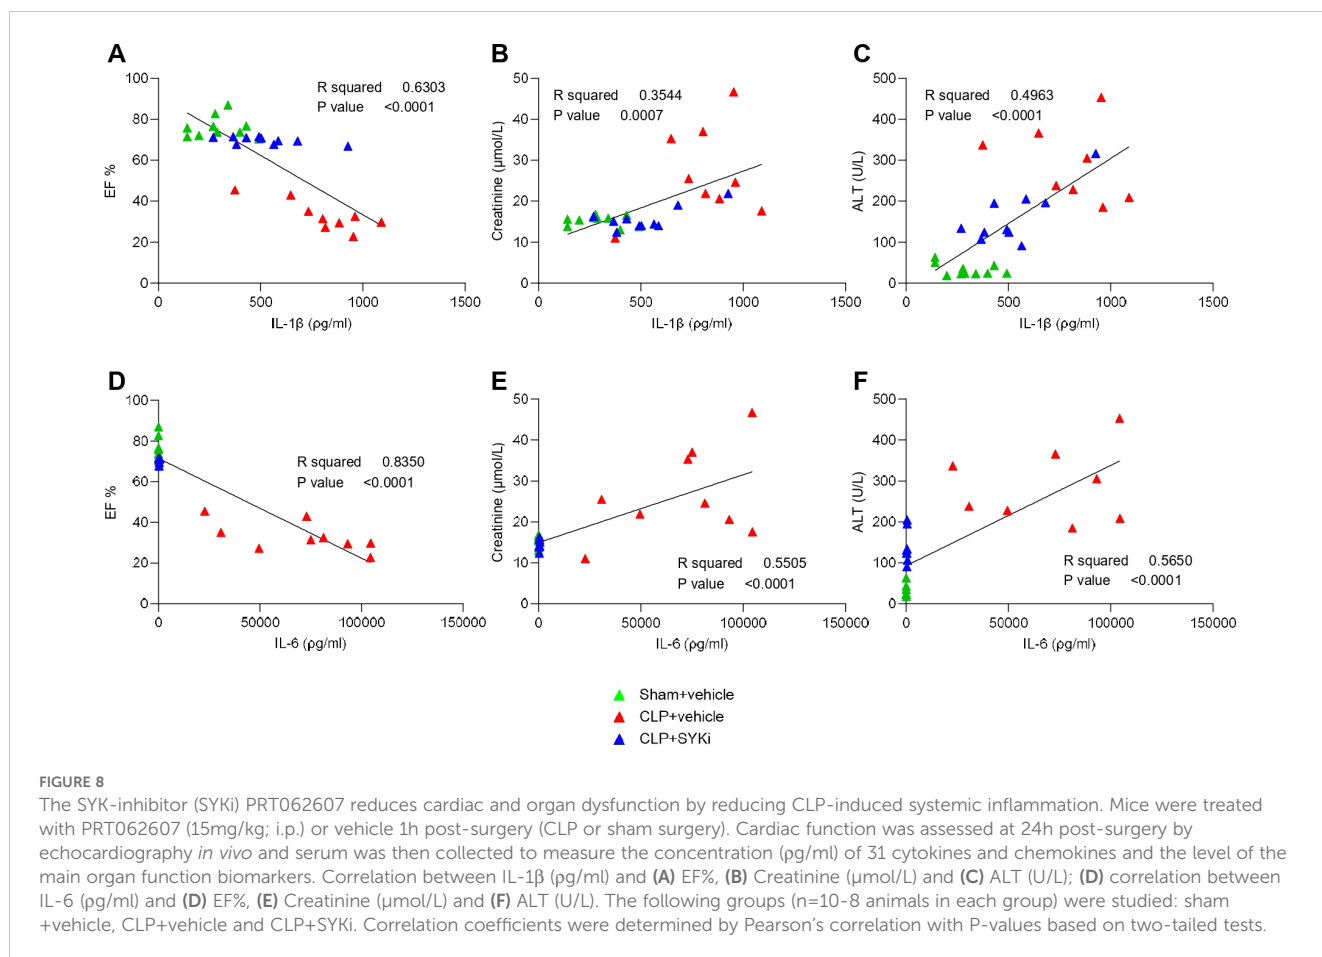 A
B
C
100
80
60
40
20
0
EF %
R squared 0.6303
P value <0.0001
0 500 1000 1500
IL-1β (ρg/ml)
50
40
30
20
10
0
Creatinine (μmol/L)
R squared 0.3544
P value 0.0007
0 500 1000 1500
IL-1β (ρg/ml)
500
400
300
200
100
0
ALT (U/L)
R squared 0.4963
P value <0.0001
0 500 1000 1500
IL-1β (ρg/ml)
D
E
F
100
80
60
40
20
0
EF %
R squared 0.8350
P value <0.0001
0 50000 100000 150000
IL-6 (ρg/ml)
50
40
30
20
10
0
Creatinine (μmol/L)
R squared 0.5505
P value <0.0001
0 50000 100000 150000
IL-6 (ρg/ml)
500
400
300
200
100
0
ALT (U/L)
R squared 0.5650
P value <0.0001
0 50000 100000 150000
IL-6 (ρg/ml)
Sham+vehicle
CLP+vehicle
CLP+SYKi
FIGURE 8
The SYK-inhibitor (SYKi) PRT062607 reduces cardiac and organ dysfunction by reducing CLP-induced systemic inflammation. Mice were treated
with PRT062607 (15mg/kg; i.p.) or vehicle 1h post-surgery (CLP or sham surgery). Cardiac function was assessed at 24h post-surgery by
echocardiography in vivo and serum was then collected to measure the concentration (ρg/ml) of 31 cytokines and chemokines and the level of the
main organ function biomarkers. Correlation between IL-1β (ρg/ml) and (A) EF%, (B) Creatinine (μmol/L) and (C) ALT (U/L); (D) correlation between
IL-6 (ρg/ml) and (D) EF%, (E) Creatinine (μmol/L) and (F) ALT (U/L). The following groups (n=10-8 animals in each group) were studied: sham
+vehicle, CLP+vehicle and CLP+SYKi. Correlation coefficients were determined by Pearson's correlation with P-values based on two-tailed tests.